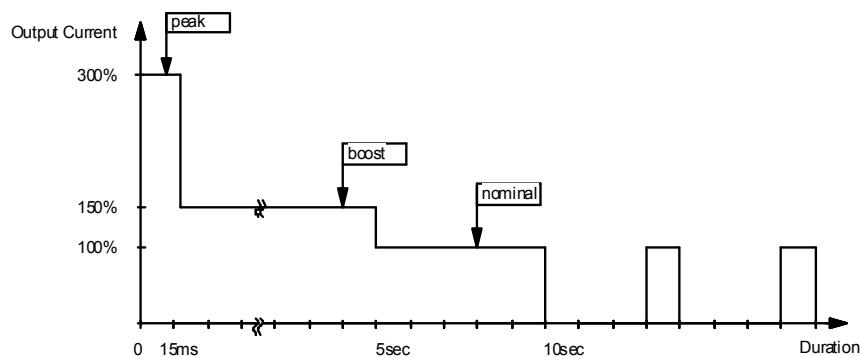 peak
Output Current
300%
boost
nominal
150%
100%
0 15ms 5sec 10sec Duration